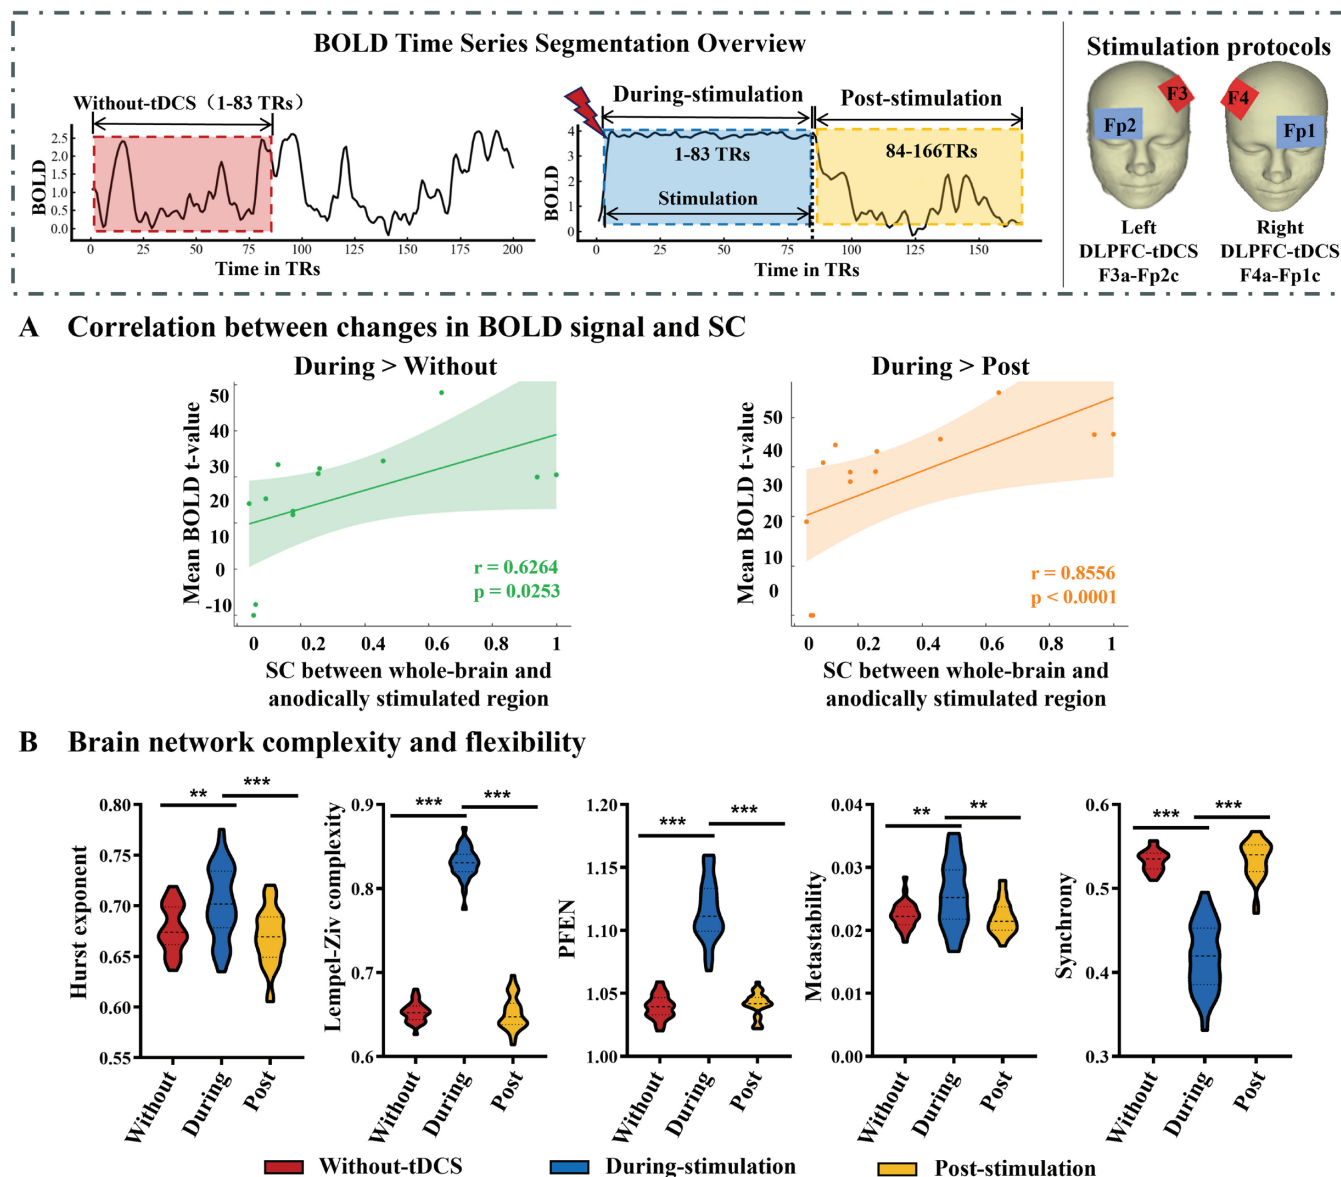 BOLD Time Series Segmentation Overview
Stimulation protocols
Without-tDCS（1-83 TRs）
During-stimulation
Post-stimulation
BOLD
2.5
2.0
1.5
1.0
0.5
0.0
0
25
50
75
100
125
150
175
200
Time in TRs
BOLD
4
3
2
1
0
1-83 TRs
84-166TRs
Stimulation
0
25
50
75
100
125
150
Time in TRs
F3
Fp2
F4
Fp1
Left
DLPFC-tDCS
F3a-Fp2c
Right
DLPFC-tDCS
F4a-Fp1c
A Correlation between changes in BOLD signal and SC
During > Without
Mean BOLD t-value
50
40
30
20
10
0
-10
r = 0.6264
p = 0.0253
0
0.2
0.4
0.6
0.8
1
SC between whole-brain and
anodically stimulated region
During > Post
Mean BOLD t-value
50
40
30
20
10
0
r = 0.8556
p < 0.0001
0
0.2
0.4
0.6
0.8
1
SC between whole-brain and
anodically stimulated region
B Brain network complexity and flexibility
Hurst exponent
0.80
0.75
0.70
0.65
0.60
0.55
**
***
Without
During
Post
Lempel-Ziv complexity
0.9
0.8
0.7
0.6
***
***
Without
During
Post
PFEN
1.20
1.15
1.10
1.05
1.00
***
***
Without
During
Post
Metastability
0.04
0.03
0.02
0.01
0.00
**
**
Without
During
Post
Synchrony
0.6
0.5
0.4
0.3
***
***
Without
During
Post
Without-tDCS
During-stimulation
Post-stimulation